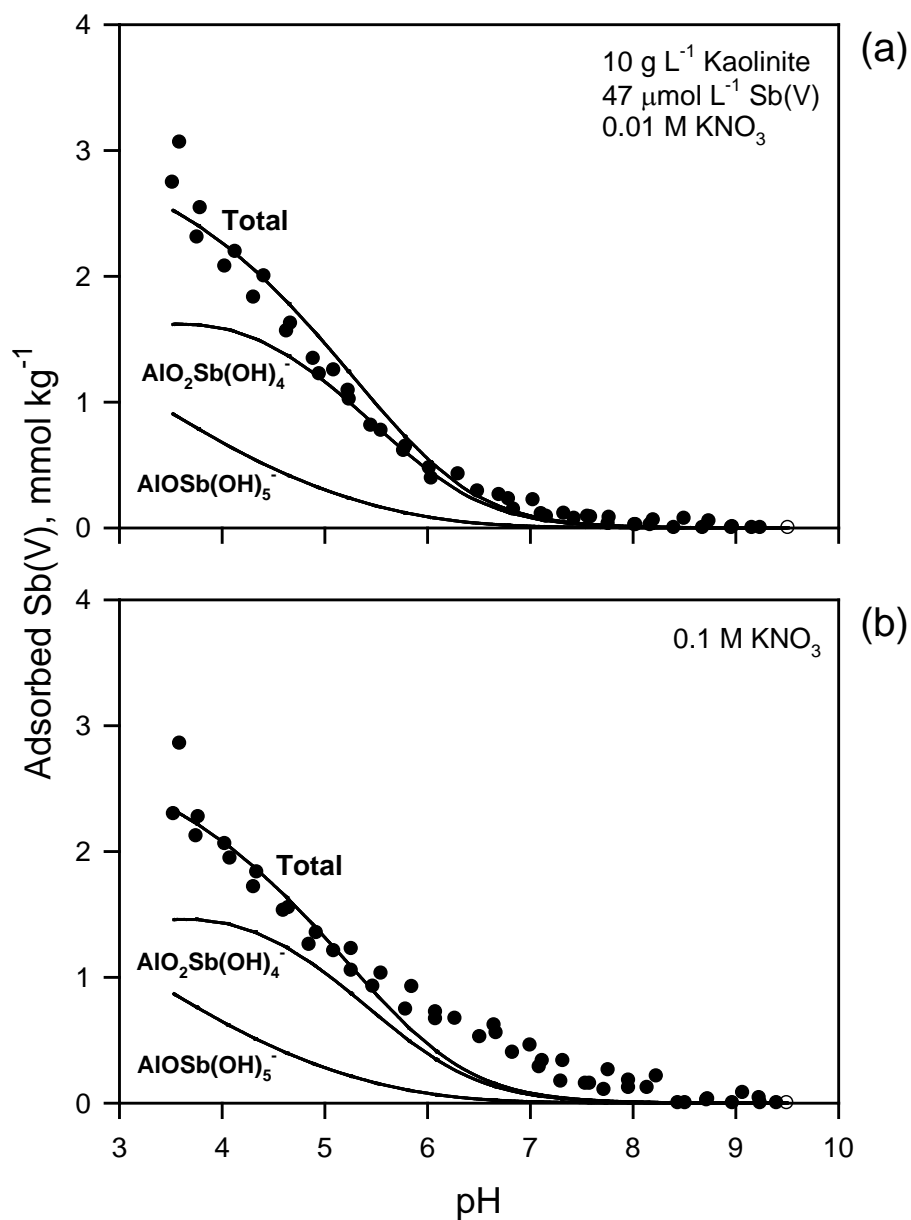 4
(a)
10 g L⁻¹ Kaolinite
47 μmol L⁻¹ Sb(V)
0.01 M KNO₃
3
Total
2
AlO₂Sb(OH)₄⁻
1
AlOSb(OH)₅⁻
0
Adsorbed Sb(V), mmol kg⁻¹
4
(b)
0.1 M KNO₃
3
2
Total
AlO₂Sb(OH)₄⁻
1
AlOSb(OH)₅⁻
0
3 4 5 6 7 8 9 10
pH